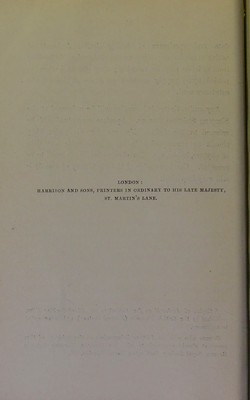 LONDON:
HARRISON AND SONS, PRINTERS IN ORDINARY TO HIS LATE MAJESTY,
ST. MARTIN'S LANE.